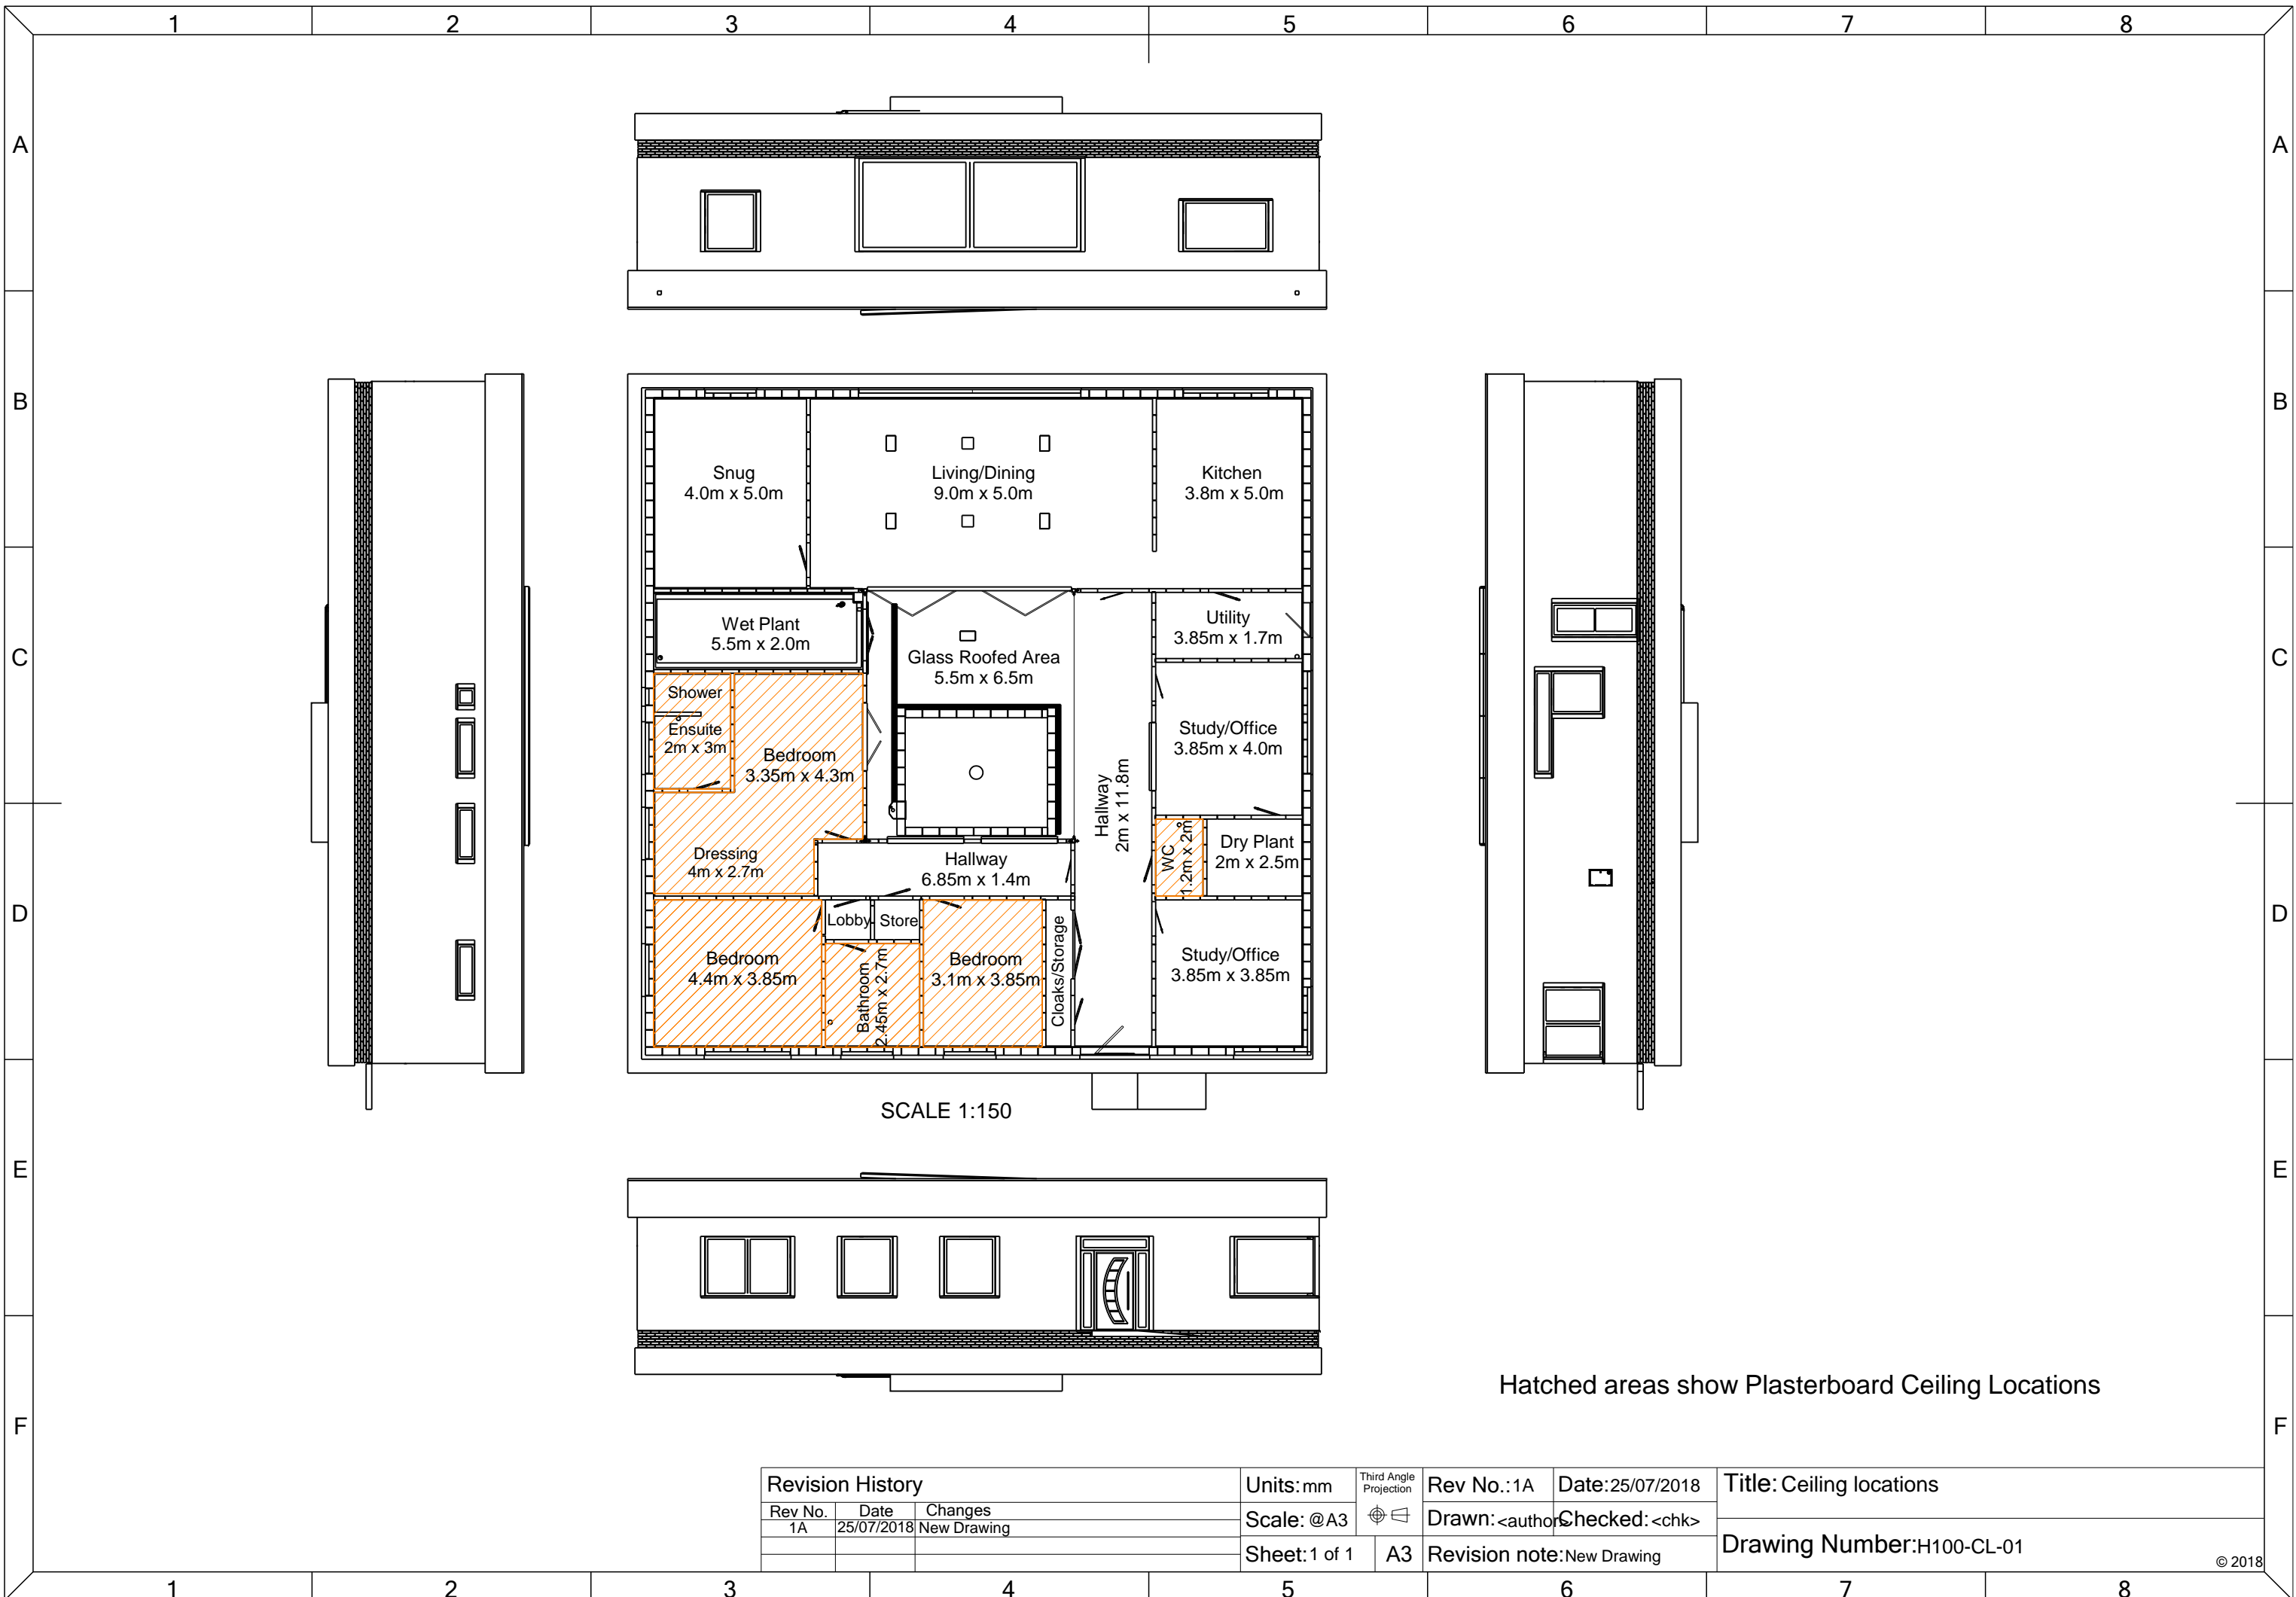 1 2 3 4 5 6 7 8
A A
B B
C C
D D
E E
F F
Snug
4.0m x 5.0m
Living/Dining
9.0m x 5.0m
Kitchen
3.8m x 5.0m
Wet Plant
5.5m x 2.0m
Glass Roofed Area
5.5m x 6.5m
Utility
3.85m x 1.7m
Shower
Ensuite
2m x 3m
Bedroom
3.35m x 4.3m
Study/Office
3.85m x 4.0m
Hallway
2m x 11.8m
Dressing
4m x 2.7m
Hallway
6.85m x 1.4m
WC
1.2m x 2m
Dry Plant
2m x 2.5m
Lobby
Store
Bedroom
4.4m x 3.85m
Bathroom
2.45m x 2.7m
Bedroom
3.1m x 3.85m
Cloaks/Storage
Study/Office
3.85m x 3.85m
SCALE 1:150
Hatched areas show Plasterboard Ceiling Locations
Revision History
Rev No. Date Changes
1A 25/07/2018 New Drawing
Units: mm
Scale: @A3
Sheet: 1 of 1
Third Angle
Projection
A3
Rev No.: 1A Date: 25/07/2018
Drawn: <author> Checked: <chk>
Revision note: New Drawing
Title: Ceiling locations
Drawing Number: H100-CL-01
© 2018
1 2 3 4 5 6 7 8